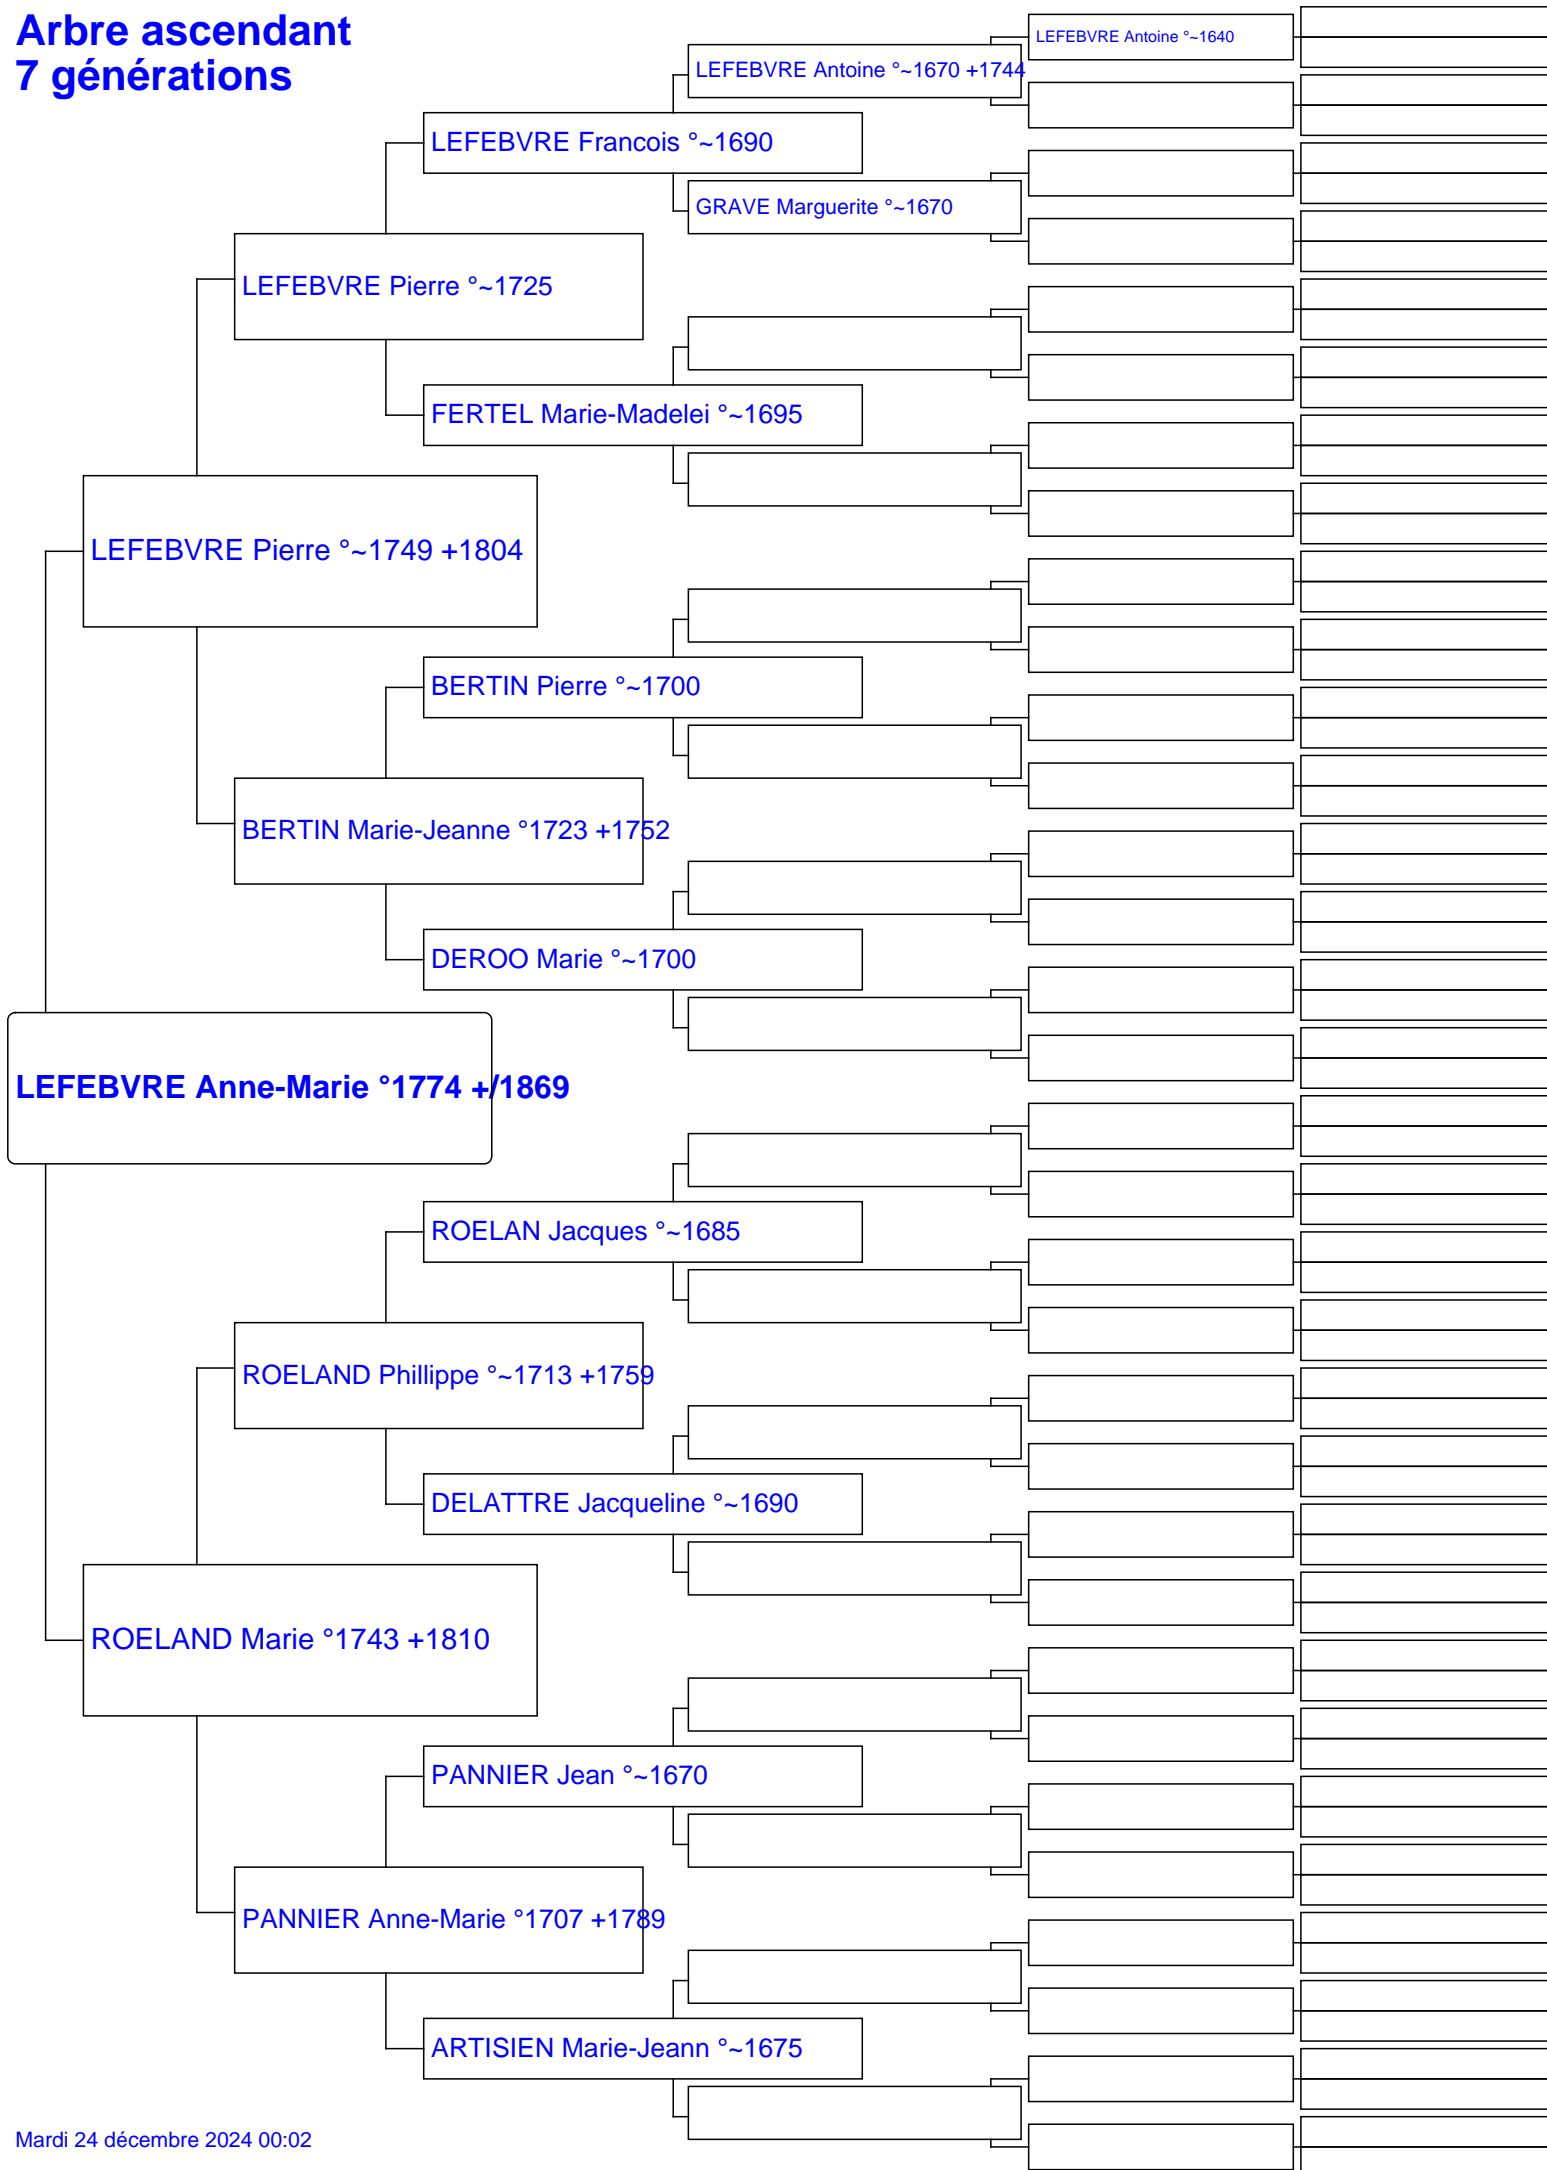 Arbre ascendant
7 générations
LEFEBVRE Antoine °~1640
LEFEBVRE Antoine °~1670 +1744
LEFEBVRE Francois °~1690
GRAVE Marguerite °~1670
LEFEBVRE Pierre °~1725
FERTEL Marie-Madelei °~1695
LEFEBVRE Pierre °~1749 +1804
BERTIN Pierre °~1700
BERTIN Marie-Jeanne °1723 +1752
DEROO Marie °~1700
LEFEBVRE Anne-Marie °1774 +/1869
ROELAN Jacques °~1685
ROELAND Phillippe °~1713 +1759
DELATTRE Jacqueline °~1690
ROELAND Marie °1743 +1810
PANNIER Jean °~1670
PANNIER Anne-Marie °1707 +1789
ARTISIEN Marie-Jeann °~1675
Mardi 24 décembre 2024 00:02